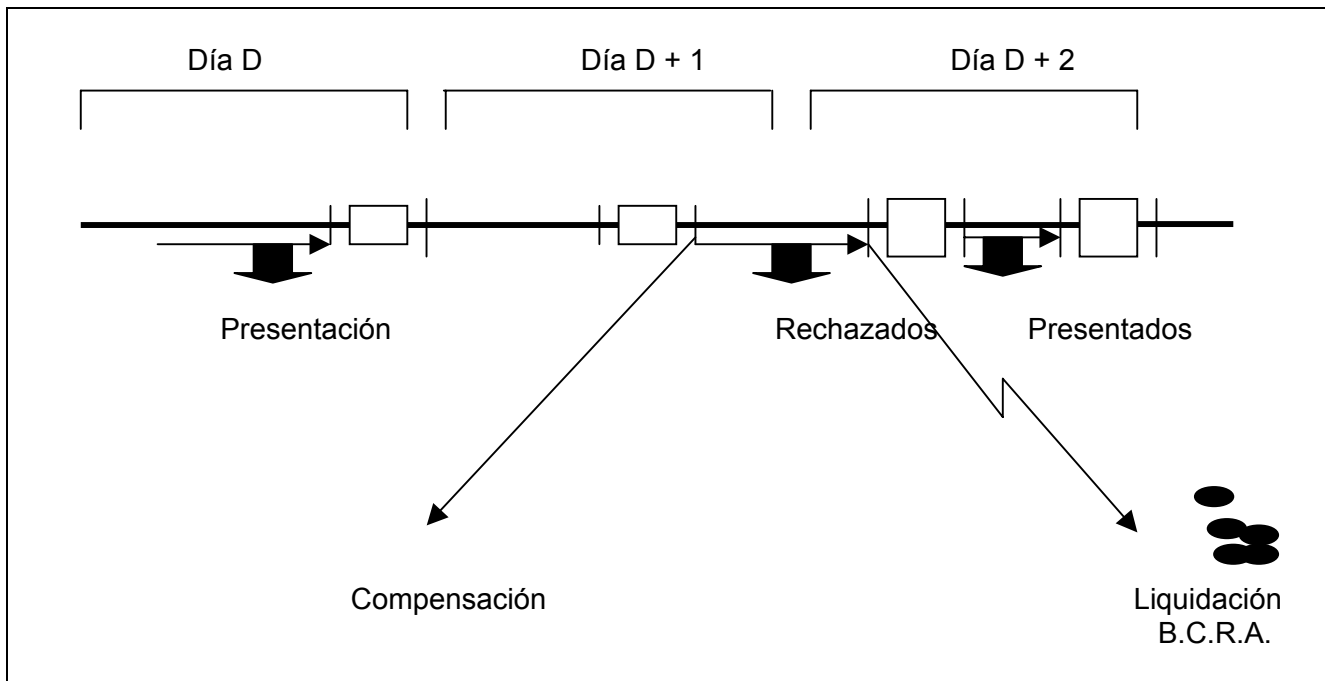 Día D
Día D + 1
Día D + 2
Presentación
Rechazados
Presentados
Compensación
Liquidación
B.C.R.A.